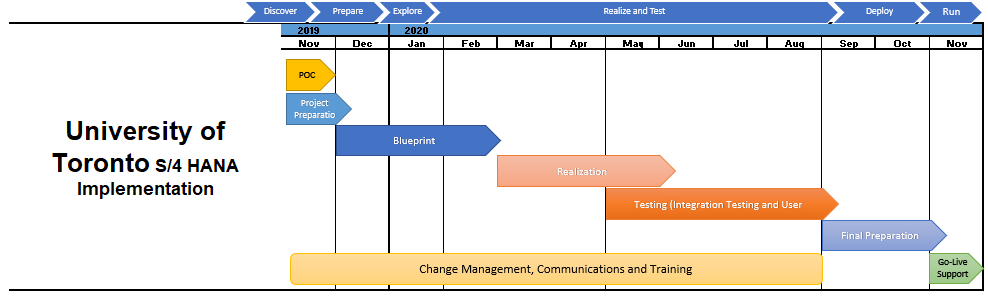 Discover Prepare Explore Realize and Test Deploy Run
2019 2020
Nov Dec Jan Feb Mar Apr May Jun Jul Aug Sep Oct Nov
POC
Project
Preparatio
University of
Toronto S/4 HANA
Implementation
Blueprint
Realization
Testing (Integration Testing and User
Final Preparation
Change Management, Communications and Training
Go-Live
Support